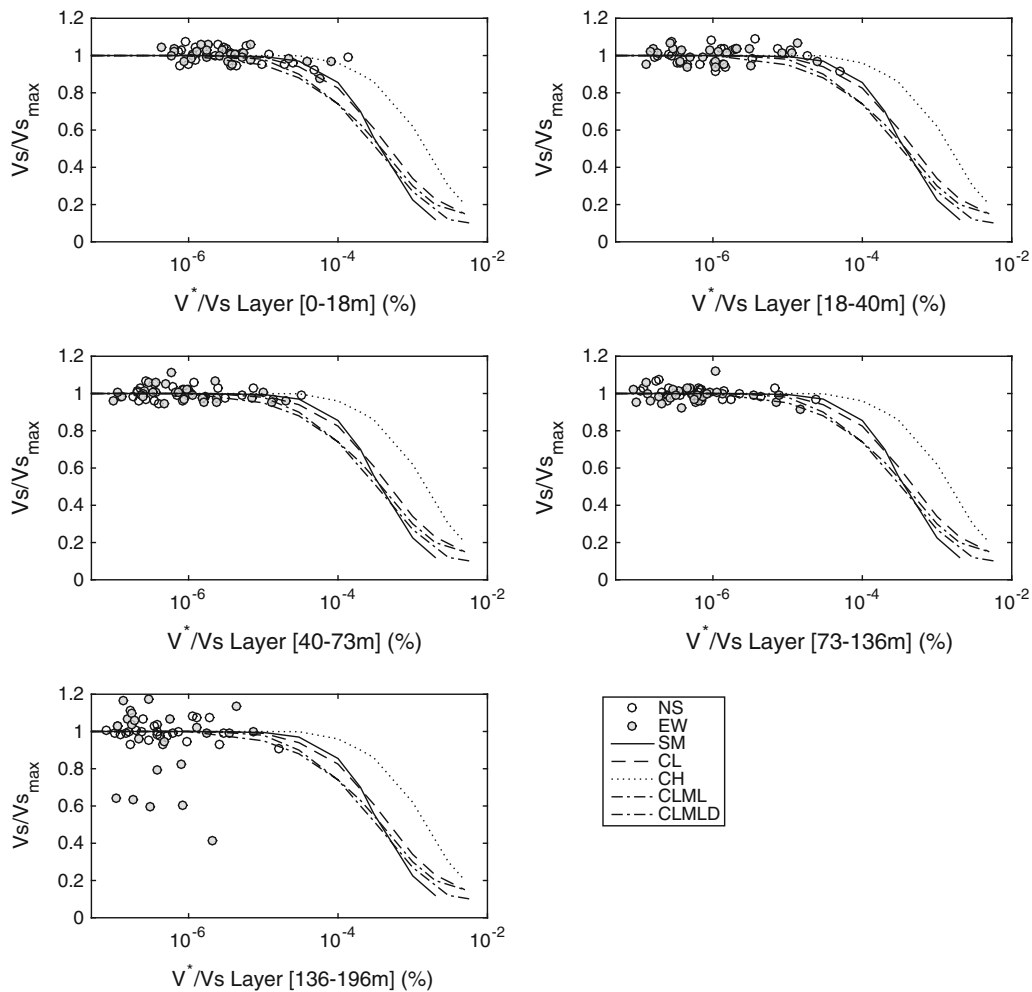 1.2
1
0.8
0.6
0.4
0.2
0
Vs/Vs_max
10^-6
10^-4
10^-2
V^*/Vs Layer [0-18m] (%)
1.2
1
0.8
0.6
0.4
0.2
0
Vs/Vs_max
10^-6
10^-4
10^-2
V^*/Vs Layer [18-40m] (%)
1.2
1
0.8
0.6
0.4
0.2
0
Vs/Vs_max
10^-6
10^-4
10^-2
V^*/Vs Layer [40-73m] (%)
1.2
1
0.8
0.6
0.4
0.2
0
Vs/Vs_max
10^-6
10^-4
10^-2
V^*/Vs Layer [73-136m] (%)
1.2
1
0.8
0.6
0.4
0.2
0
Vs/Vs_max
10^-6
10^-4
10^-2
V^*/Vs Layer [136-196m] (%)
NS
EW
SM
CL
CH
CLML
CLMLD